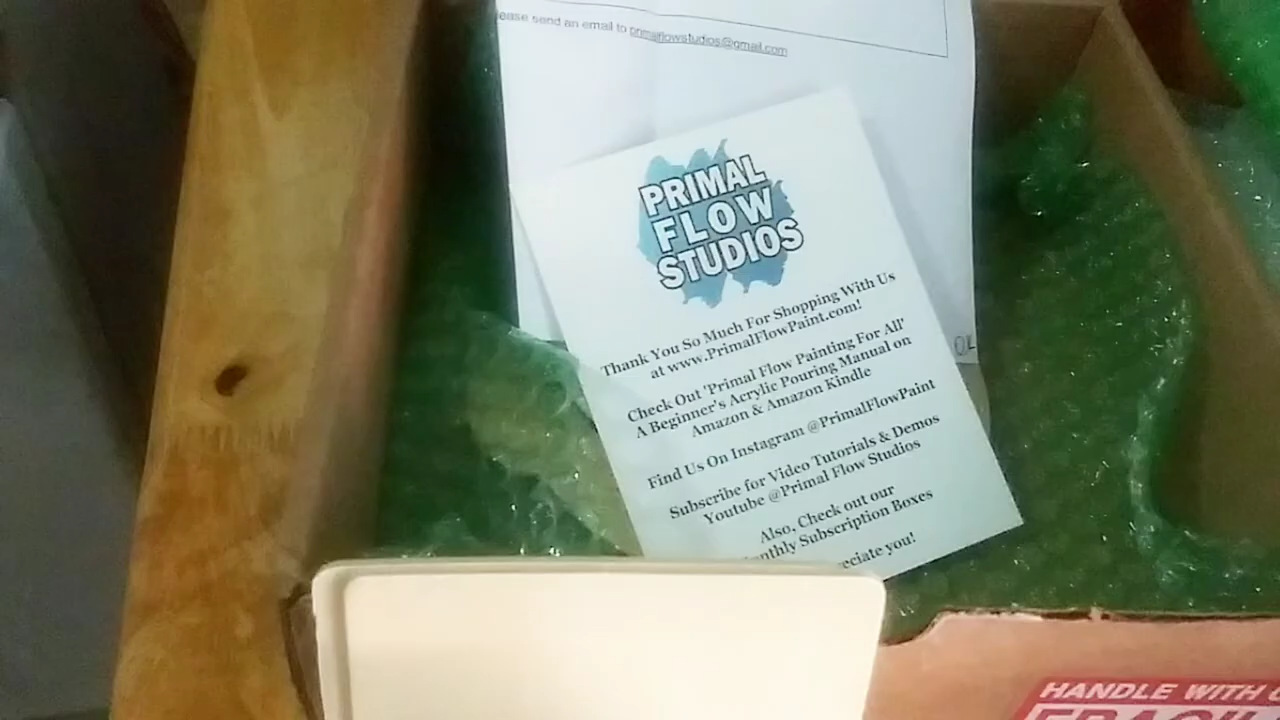 ease send an email to primalflowstudios@gmail.com
PRIMAL
FLOW
STUDIOS
Thank You So Much For Shopping With Us
at www.PrimalFlowPaint.com!
Check Out 'Primal Flow Painting For All'
A Beginner's Acrylic Pouring Manual on
Amazon & Amazon Kindle
Find Us On Instagram @PrimalFlowPaint
Subscribe for Video Tutorials & Demos
Youtube @Primal Flow Studios
Also, Check out our
nthly Subscription Boxes
eciate you!
HANDLE WITH